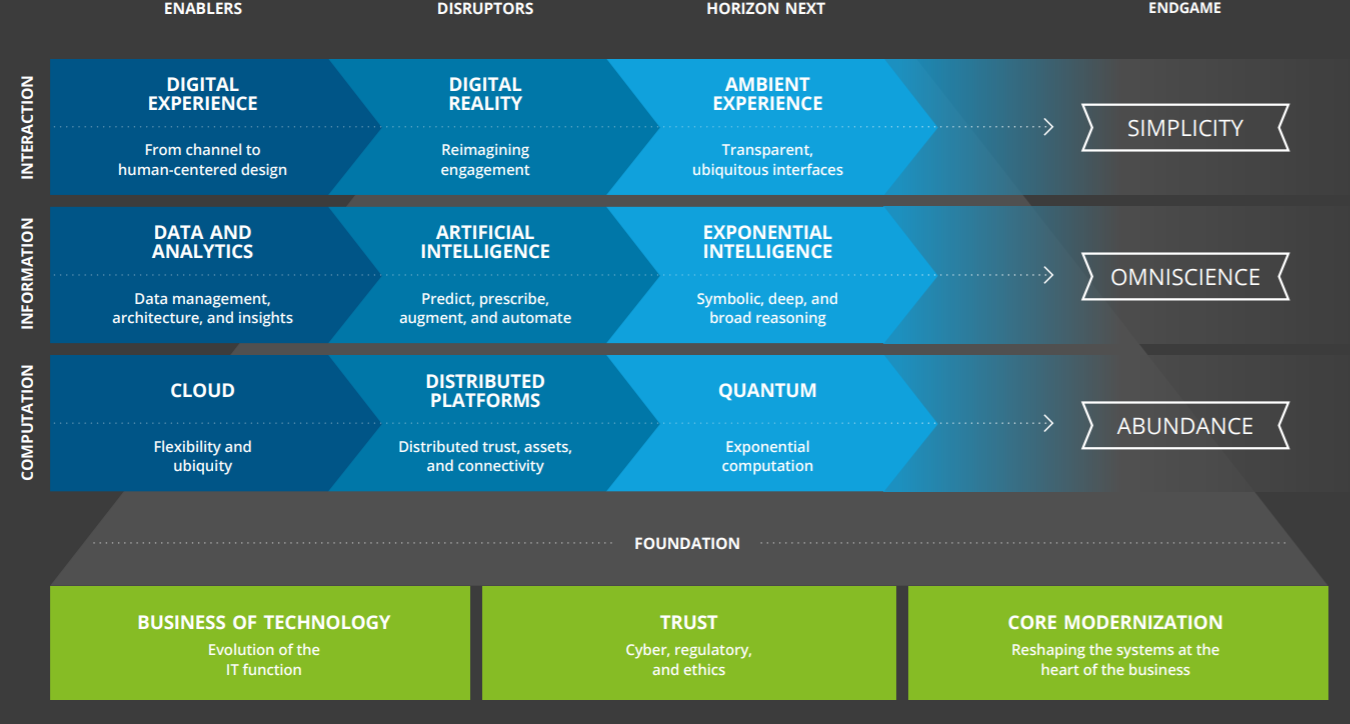 ENABLERS
DISRUPTORS
HORIZON NEXT
ENDGAME
INTERACTION
DIGITAL
EXPERIENCE
From channel to
human-centered design
DIGITAL
REALITY
Reimagining
engagement
AMBIENT
EXPERIENCE
Transparent,
ubiquitous interfaces
SIMPLICITY
INFORMATION
DATA AND
ANALYTICS
Data management,
architecture, and insights
ARTIFICIAL
INTELLIGENCE
Predict, prescribe,
augment, and automate
EXPONENTIAL
INTELLIGENCE
Symbolic, deep, and
broad reasoning
OMNISCIENCE
COMPUTATION
CLOUD
Flexibility and
ubiquity
DISTRIBUTED
PLATFORMS
Distributed trust, assets,
and connectivity
QUANTUM
Exponential
computation
ABUNDANCE
FOUNDATION
BUSINESS OF TECHNOLOGY
Evolution of the
IT function
TRUST
Cyber, regulatory,
and ethics
CORE MODERNIZATION
Reshaping the systems at the
heart of the business